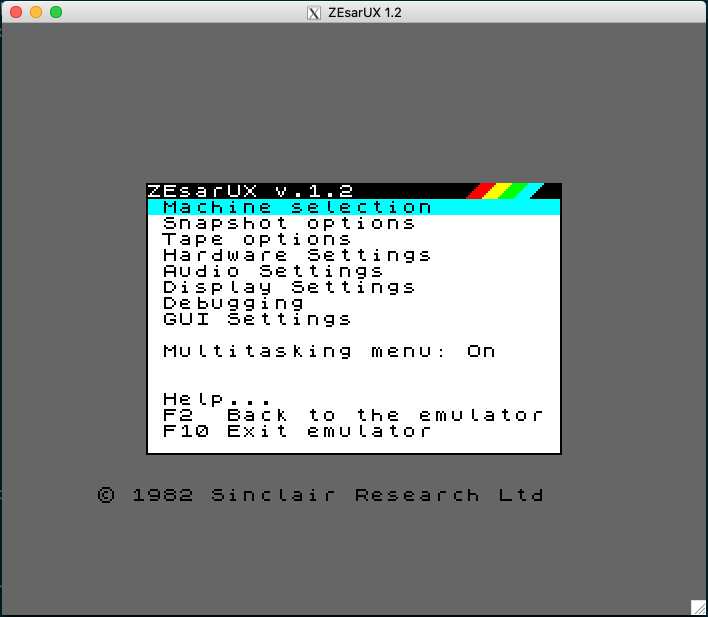 ZEsarUX 1.2
ZEsarUX v.1.2
Machine selection
Snapshot options
Tape options
Hardware Settings
Audio Settings
Display Settings
Debugging
GUI Settings
Multitasking menu: On
Help...
F2  Back to the emulator
F10 Exit emulator
© 1982 Sinclair Research Ltd